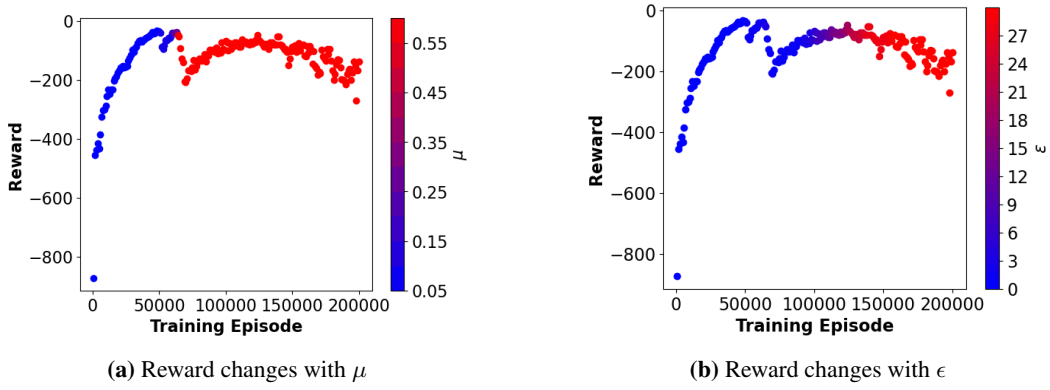 0
−200
−400
−600
−800
Reward
0 50000 100000 150000 200000
Training Episode
0.55
0.45
0.35
0.25
0.15
0.05
μ
(a) Reward changes with μ
0
−200
−400
−600
−800
Reward
0 50000 100000 150000 200000
Training Episode
27
24
21
18
15
12
9
6
3
0
ε
(b) Reward changes with ϵ